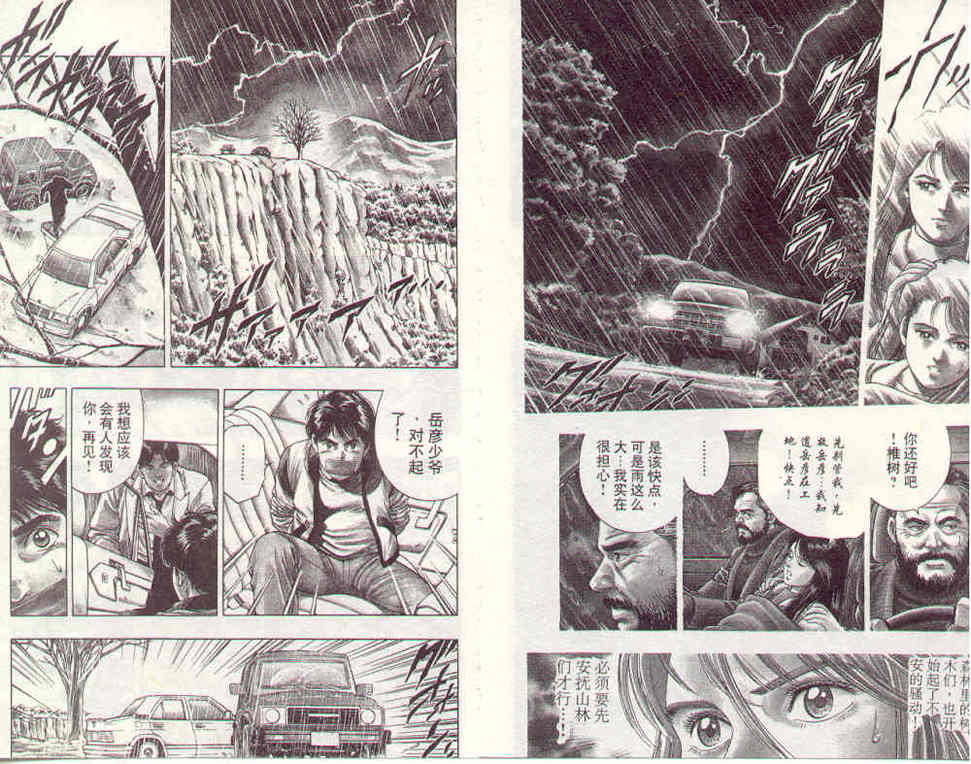 你还好吧
！椎树？
先别管我，先
救岳彦…我知
道岳彦在工
地！快点！
………
是该快点，
可是雨这么
大…我实在
很担心！
森林里的树
木们，也开
始起了不
安的骚动！
必须要先
安抚山林
们才行…！
岳彦少爷
，对不起
了！
………
我想应该
会有人发现
你，再见！